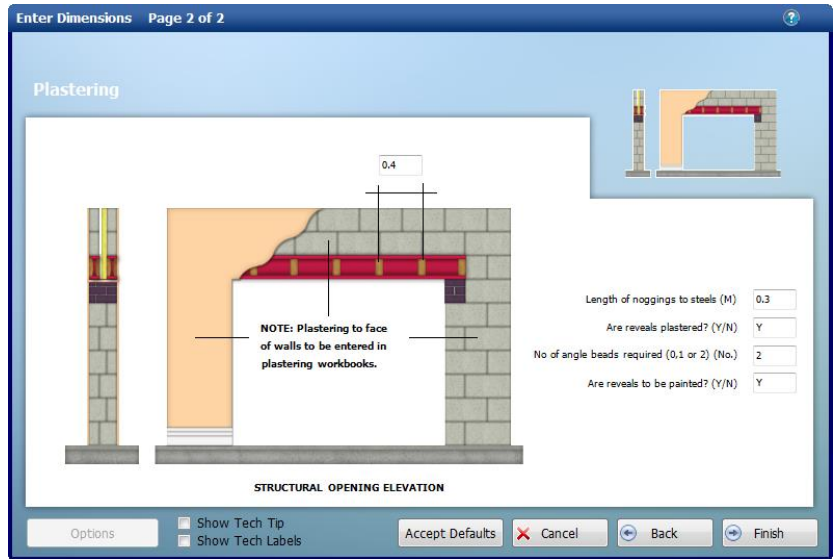 Enter Dimensions Page 2 of 2
Plastering
0.4
NOTE: Plastering to face
of walls to be entered in
plastering workbooks.
Length of noggings to steels (M) 0.3
Are reveals plastered? (Y/N) Y
No of angle beads required (0,1 or 2) (No.) 2
Are reveals to be painted? (Y/N) Y
STRUCTURAL OPENING ELEVATION
Options
Show Tech Tip
Show Tech Labels
Accept Defaults
Cancel
Back
Finish